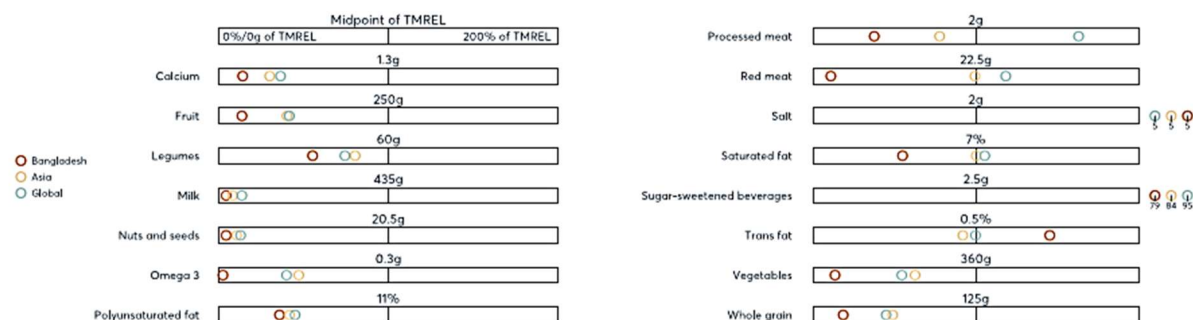 Midpoint of TMREL
0%/0g of TMREL 200% of TMREL
1.3g
Calcium
250g
Fruit
60g
Legumes
435g
Milk
20.5g
Nuts and seeds
0.3g
Omega 3
11%
Polyunsaturated fat
Bangladesh
Asia
Global
2g
Processed meat
22.5g
Red meat
2g
Salt
5 5 5
7%
Saturated fat
2.5g
Sugar-sweetened beverages
79 84 95
0.5%
Trans fat
360g
Vegetables
125g
Whole grain